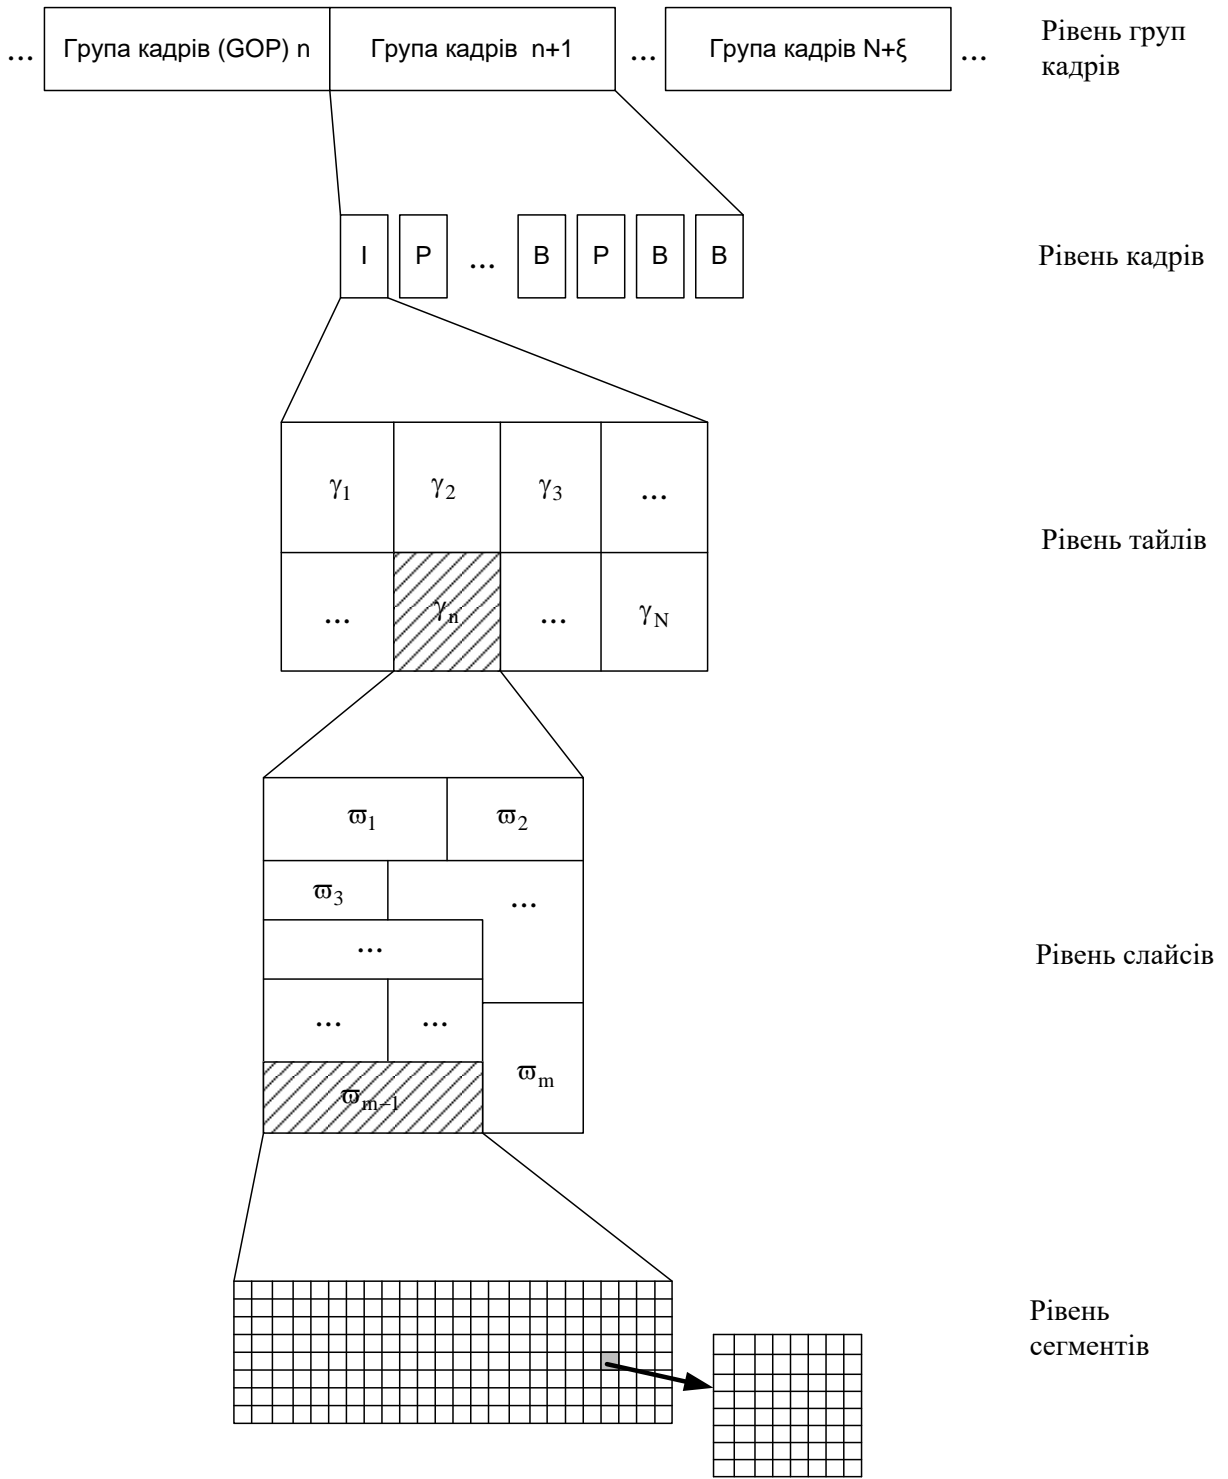 ... Група кадрів (GOP) n Група кадрів n+1 ... Група кадрів N+ξ ...
Рівень груп
кадрів
I P ... B P B B
Рівень кадрів
γ1 γ2 γ3 ...
Рівень тайлів
... γn ... γN
ϖ1 ϖ2
ϖ3 ...
...
Рівень слайсів
... ...
ϖm
ϖm−1
Рівень
сегментів